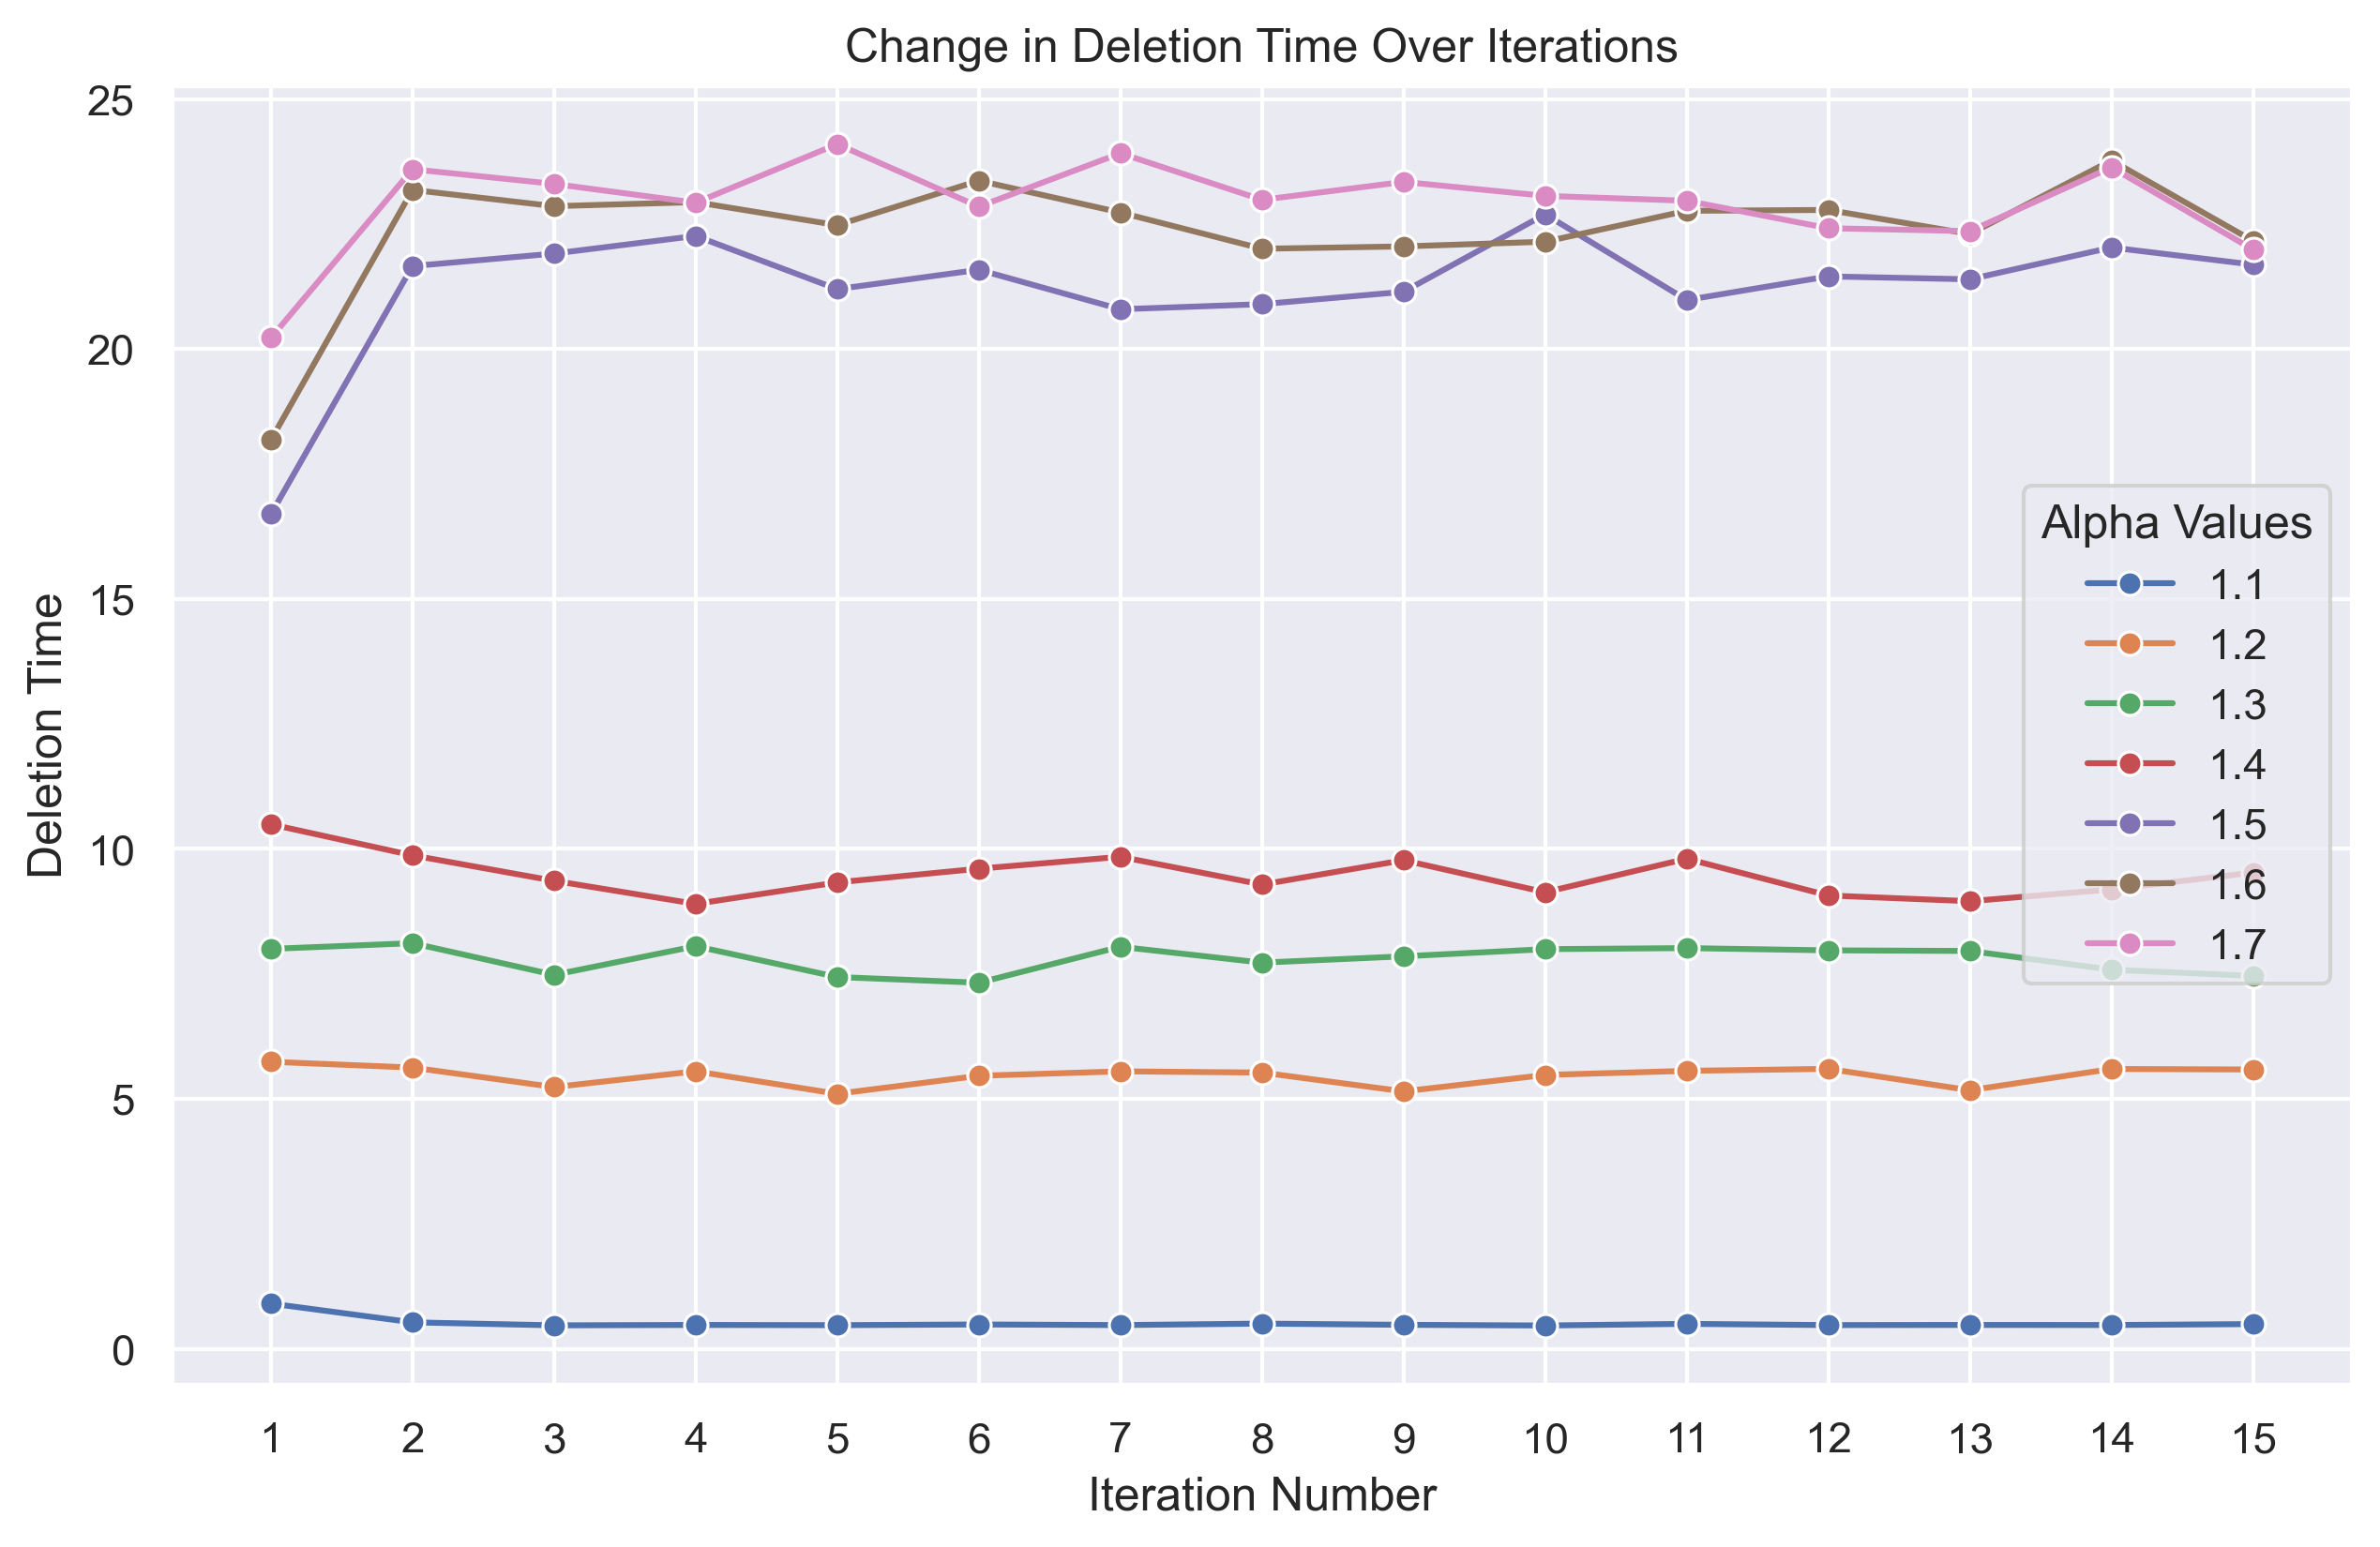 Change in Deletion Time Over Iterations
25
20
15
10
5
0
Deletion Time
Alpha Values
1.1
1.2
1.3
1.4
1.5
1.6
1.7
1 2 3 4 5 6 7 8 9 10 11 12 13 14 15
Iteration Number